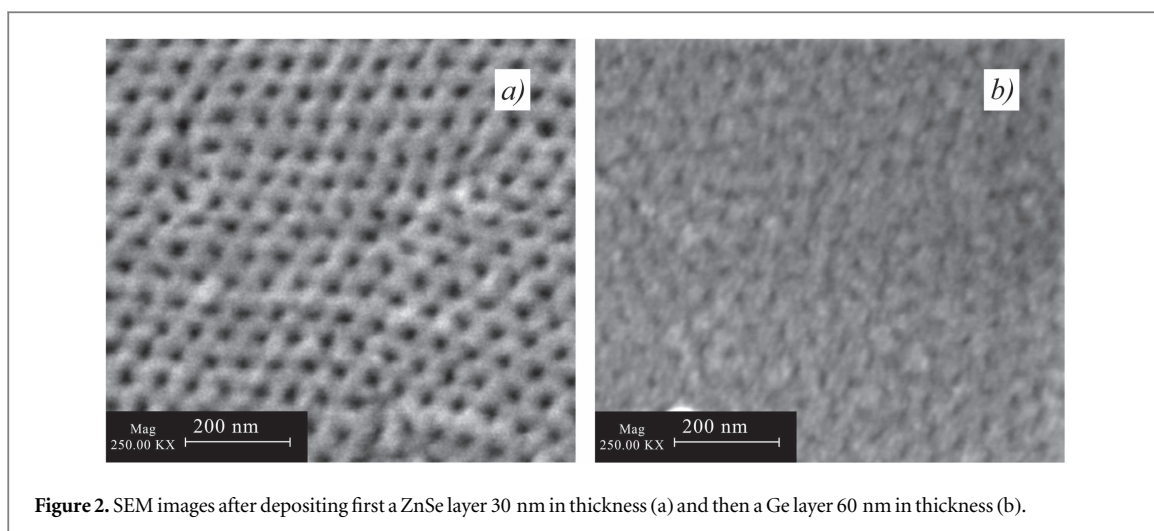 a)
b)
Mag
250.00 KX
200 nm
Mag
250.00 KX
200 nm
Figure 2. SEM images after depositing first a ZnSe layer 30 nm in thickness (a) and then a Ge layer 60 nm in thickness (b).